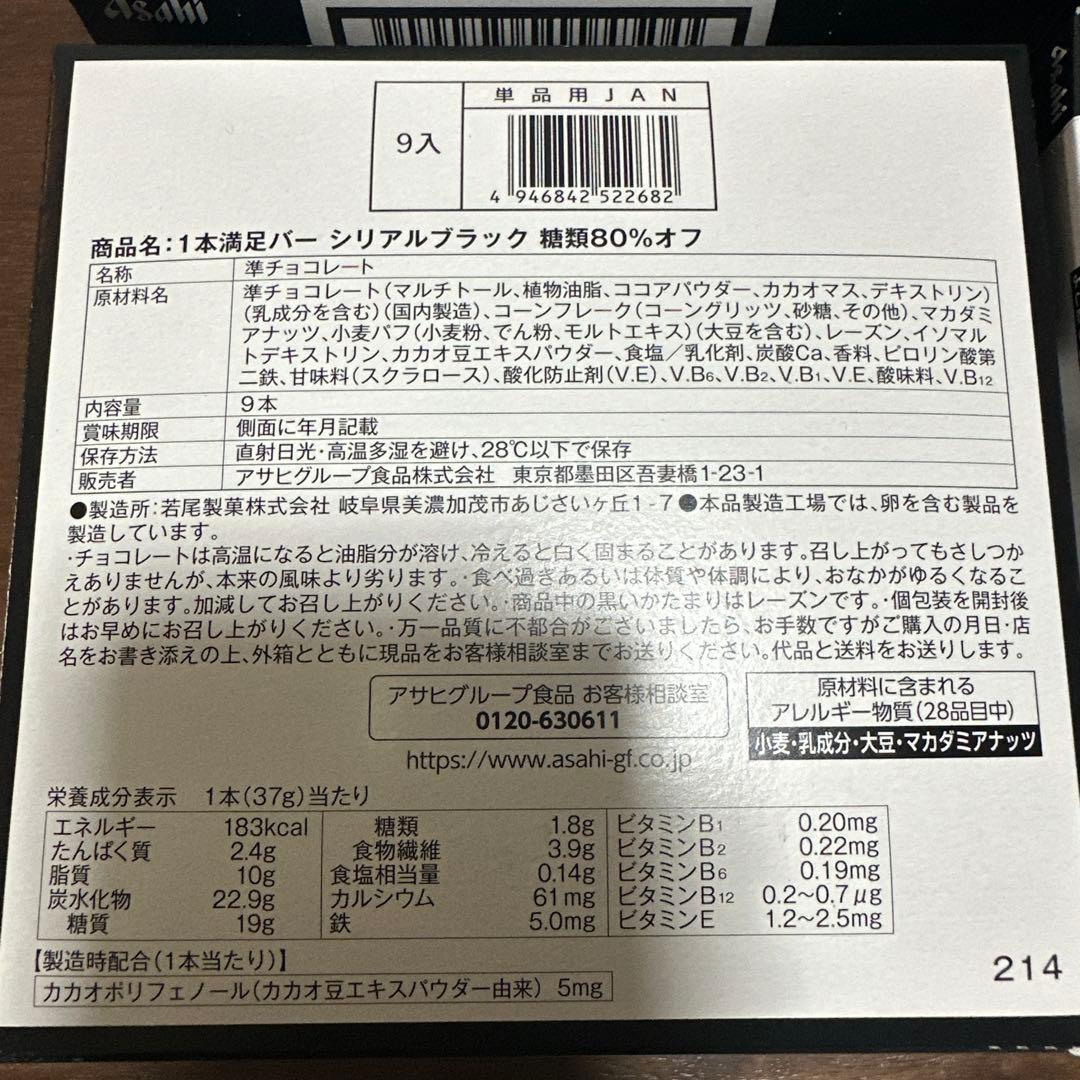 Asahi
Asahi
9入
単品用JAN
4 946842 522682
商品名:1本満足バー シリアルブラック 糖類80%オフ
名称 準チョコレート
原材料名 準チョコレート(マルチトール、植物油脂、ココアパウダー、カカオマス、デキストリン)
(乳成分を含む)(国内製造)、コーンフレーク(コーングリッツ、砂糖、その他)、マカダミ
アナッツ、小麦パフ(小麦粉、でん粉、モルトエキス)(大豆を含む)、レーズン、イソマル
トデキストリン、カカオ豆エキスパウダー、食塩/乳化剤、炭酸Ca、香料、ピロリン酸第
二鉄、甘味料(スクラロース)、酸化防止剤(V.E)、V.B6、V.B2、V.B1、V.E、酸味料、V.B12
内容量 9本
賞味期限 側面に年月記載
保存方法 直射日光・高温多湿を避け、28℃以下で保存
販売者 アサヒグループ食品株式会社 東京都墨田区吾妻橋1-23-1
●製造所:若尾製菓株式会社 岐阜県美濃加茂市あじさいヶ丘1-7●本品製造工場では、卵を含む製品を
製造しています。
・チョコレートは高温になると油脂分が溶け、冷えると白く固まることがあります。召し上がってもさしつか
えありませんが、本来の風味より劣ります。・食べ過ぎあるいは体質や体調により、おなかがゆるくなるこ
とがあります。加減してお召し上がりください。・商品中の黒いかたまりはレーズンです。・個包装を開封後
はお早めにお召し上がりください。・万一品質に不都合がございましたら、お手数ですがご購入の月日・店
名をお書き添えの上、外箱とともに現品をお客様相談室までお送りください。代品と送料をお送りします。
アサヒグループ食品 お客様相談室
0120-630611
https://www.asahi-gf.co.jp
原材料に含まれる
アレルギー物質(28品目中)
小麦・乳成分・大豆・マカダミアナッツ
栄養成分表示 1本(37g)当たり
エネルギー 183kcal 糖類 1.8g ビタミンB1 0.20mg
たんぱく質 2.4g 食物繊維 3.9g ビタミンB2 0.22mg
脂質 10g 食塩相当量 0.14g ビタミンB6 0.19mg
炭水化物 22.9g カルシウム 61mg ビタミンB12 0.2〜0.7μg
糖質 19g 鉄 5.0mg ビタミンE 1.2〜2.5mg
【製造時配合(1本当たり)】
カカオポリフェノール(カカオ豆エキスパウダー由来) 5mg
214